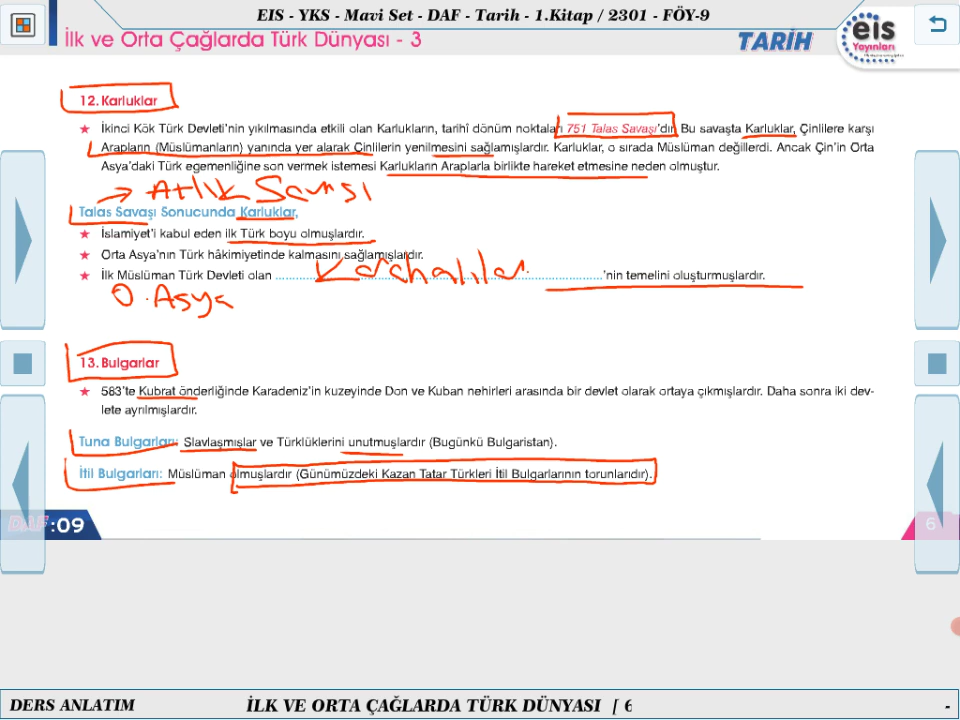 EIS - YKS - Mavi Set - DAF - Tarih - 1.Kitap / 2301 - FÖY-9
İlk ve Orta Çağlarda Türk Dünyası - 3
TARİH
eis
Yayınları
12. Karluklar
★ İkinci Kök Türk Devleti'nin yıkılmasında etkili olan Karlukların, tarihî dönüm noktaları 751 Talas Savaşı'dır. Bu savaşta Karluklar, Çinlilere karşı
Arapların (Müslümanların) yanında yer alarak Çinlilerin yenilmesini sağlamışlardır. Karluklar, o sırada Müslüman değillerdi. Ancak Çin'in Orta
Asya'daki Türk egemenliğine son vermek istemesi Karlukların Araplarla birlikte hareket etmesine neden olmuştur.
→ Atlık Savaşı
Talas Savaşı Sonucunda Karluklar,
★ İslamiyet'i kabul eden ilk Türk boyu olmuşlardır.
★ Orta Asya'nın Türk hâkimiyetinde kalmasını sağlamışlardır.
★ İlk Müslüman Türk Devleti olan Karahalılar 'nin temelini oluşturmuşlardır.
O. Asya
13. Bulgarlar
★ 583'te Kubrat önderliğinde Karadeniz'in kuzeyinde Don ve Kuban nehirleri arasında bir devlet olarak ortaya çıkmışlardır. Daha sonra iki dev-
lete ayrılmışlardır.
Tuna Bulgarları: Slavlaşmışlar ve Türklüklerini unutmuşlardır (Bugünkü Bulgaristan).
İtil Bulgarları: Müslüman olmuşlardır (Günümüzdeki Kazan Tatar Türkleri İtil Bulgarlarının torunlarıdır).
DAF:09
6
DERS ANLATIM
İLK VE ORTA ÇAĞLARDA TÜRK DÜNYASI [ 6
-